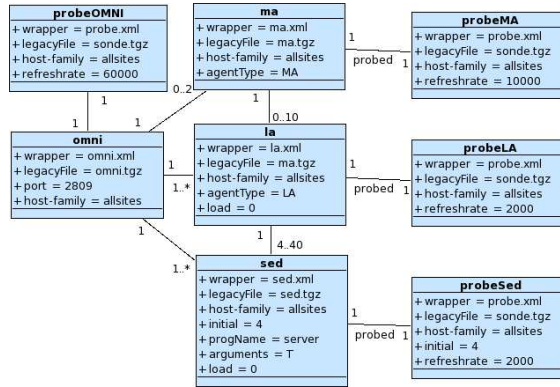 probeOMNI
+ wrapper = probe.xml
+ legacyFile = sonde.tgz
+ host-family = allsites
+ refreshrate = 60000
ma
+ wrapper = ma.xml
+ legacyFile = ma.tgz
+ host-family = allsites
+ agentType = MA
probeMA
+ wrapper = probe.xml
+ legacyFile = sonde.tgz
+ host-family = allsites
+ refreshrate = 10000
1
probed
1
1
1
0..2
1
1
0..10
omni
+ wrapper = omni.xml
+ legacyFile = omni.tgz
+ port = 2809
+ host-family = allsites
la
+ wrapper = la.xml
+ legacyFile = ma.tgz
+ host-family = allsites
+ agentType = LA
+ load = 0
probeLA
+ wrapper = probe.xml
+ legacyFile = sonde.tgz
+ host-family = allsites
+ refreshrate = 2000
1
1..*
1
probed
1
1
1..*
1
4..40
sed
+ wrapper = sed.xml
+ legacyFile = sed.tgz
+ host-family = allsites
+ initial = 4
+ progName = server
+ arguments = T
+ load = 0
probeSed
+ wrapper = probe.xml
+ legacyFile = sonde.tgz
+ host-family = allsites
+ initial = 4
+ refreshrate = 2000
1
probed
1